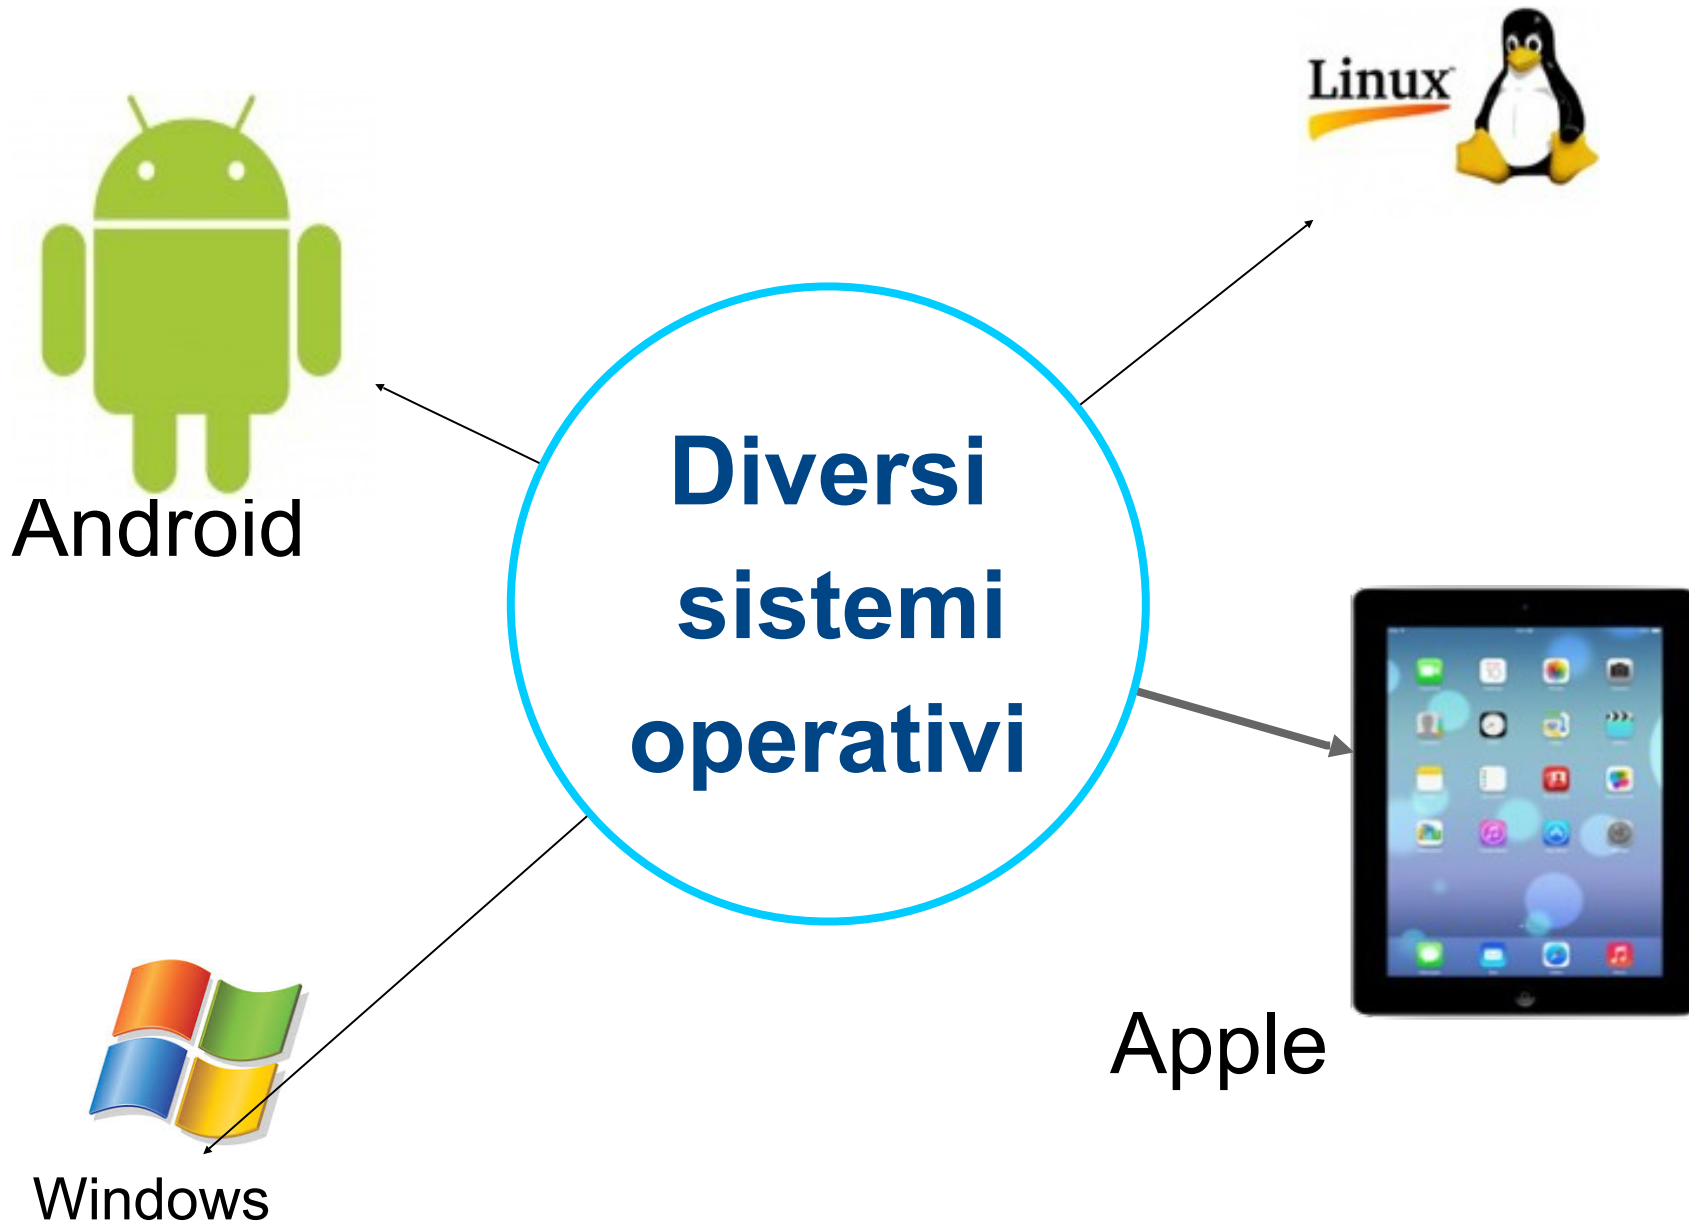 Linux
Android
Diversi
sistemi
operativi
Apple
Windows